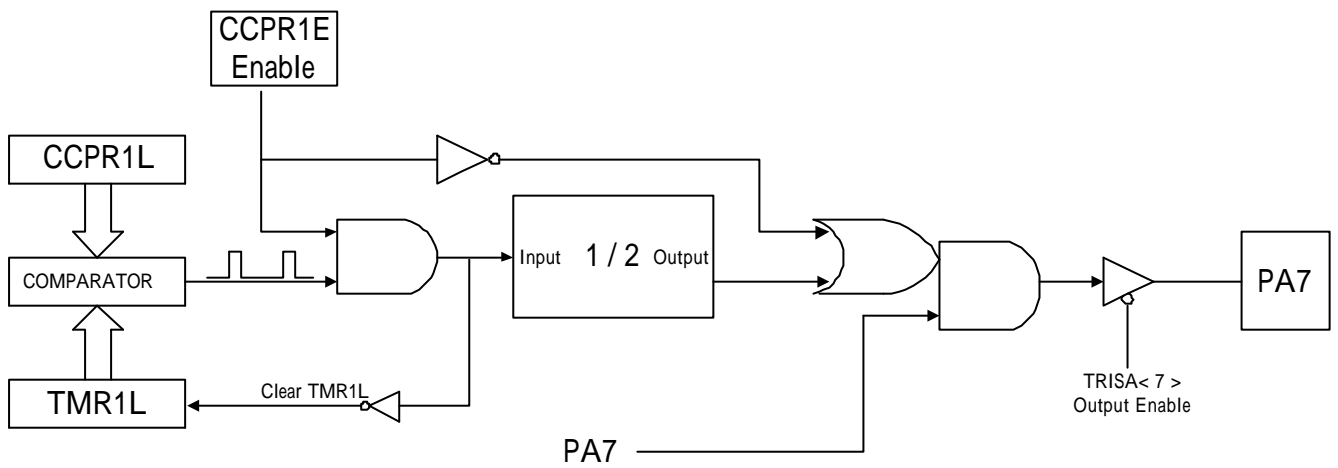 CCPR1E
Enable
CCPR1L
COMPARATOR
Input
1 / 2
Output
PA7
TMR1L
Clear TMR1L
TRISA< 7 >
Output Enable
PA7